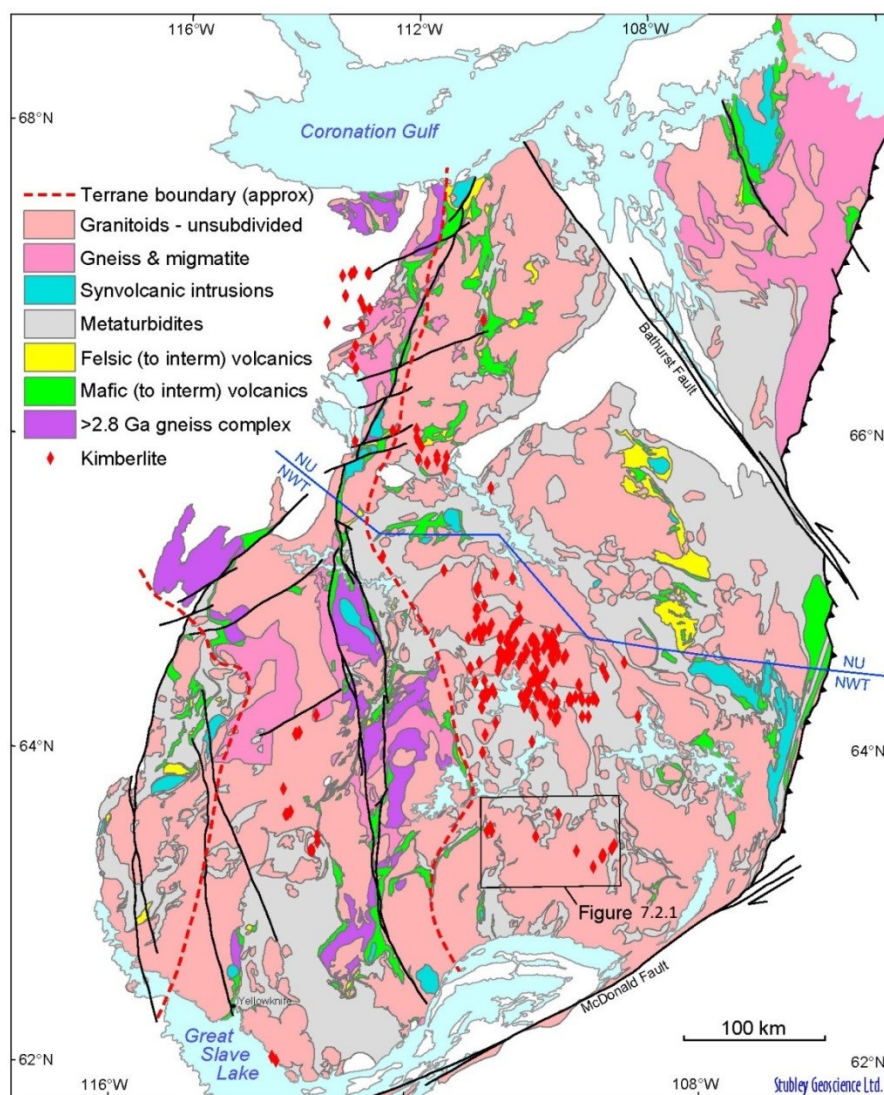 116°W
112°W
108°W
68°N
Coronation Gulf
Terrane boundary (approx)
Granitoids - unsubdivided
Gneiss & migmatite
Synvolcanic intrusions
Metaturbidites
Felsic (to interm) volcanics
Mafic (to interm) volcanics
>2.8 Ga gneiss complex
Kimberlite
Bathurst Fault
66°N
NU
NWT
NU
NWT
64°N
64°N
Figure 7.2.1
McDonald Fault
Yellowknife
Great
Slave
Lake
100 km
62°N
62°N
116°W
108°W
Stubley Geoscience Ltd.